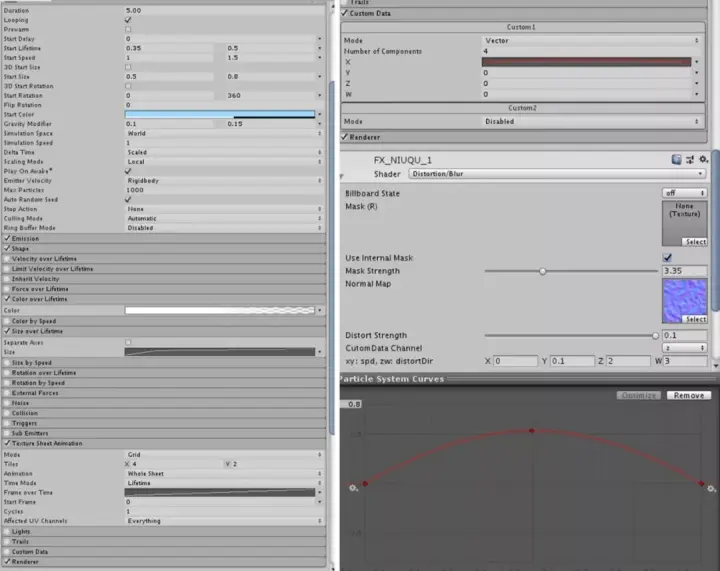 Duration 5.00
Looping
Prewarm
Start Delay 0
Start Lifetime 0.35 0.5
Start Speed 1 1.5
3D Start Size
Start Size 0.5 0.8
3D Start Rotation
Start Rotation 0 360
Flip Rotation 0
Start Color
Gravity Modifier 0.1 0.15
Simulation Space World
Simulation Speed 1
Delta Time Scaled
Scaling Mode Local
Play On Awake*
Emitter Velocity Rigidbody
Max Particles 1000
Auto Random Seed
Stop Action None
Culling Mode Automatic
Ring Buffer Mode Disabled
Emission
Shape
Velocity over Lifetime
Limit Velocity over Lifetime
Inherit Velocity
Force over Lifetime
Color over Lifetime
Color
Color by Speed
Size over Lifetime
Separate Axes
Size
Size by Speed
Rotation over Lifetime
Rotation by Speed
External Forces
Noise
Collision
Triggers
Sub Emitters
Texture Sheet Animation
Mode Grid
Tiles X 4 Y 2
Animation Whole Sheet
Time Mode Lifetime
Frame over Time
Start Frame 0
Cycles 1
Affected UV Channels Everything
Lights
Trails
Custom Data
Renderer
Trails
Custom Data
Custom1
Mode Vector
Number of Components 4
X
Y 0
Z 0
W 0
Custom2
Mode Disabled
Renderer
FX_NIUQU_1
Shader Distortion/Blur
Billboard State off
Mask (R)
None
(Texture)
Select
Use Internal Mask
Mask Strength 3.35
Normal Map
Select
Distort Strength 0.1
CutomData Channel z
xy: spd, zw: distortDir X 0 Y 0.1 Z 2 W 3
Particle System Curves
Optimize Remove
0.8